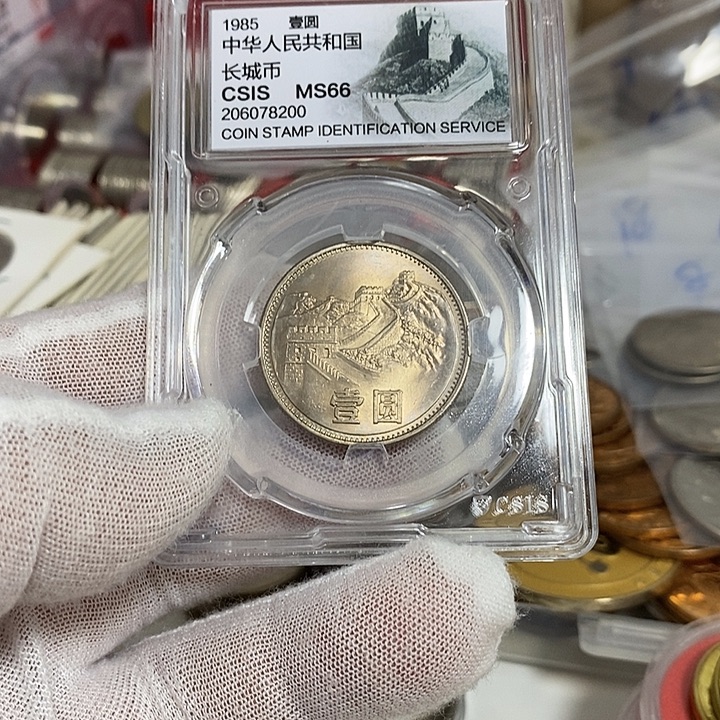 1985 壹圆
中华人民共和国
长城币
CSIS MS66
206078200
COIN STAMP IDENTIFICATION SERVICE
壹圆
CSIS